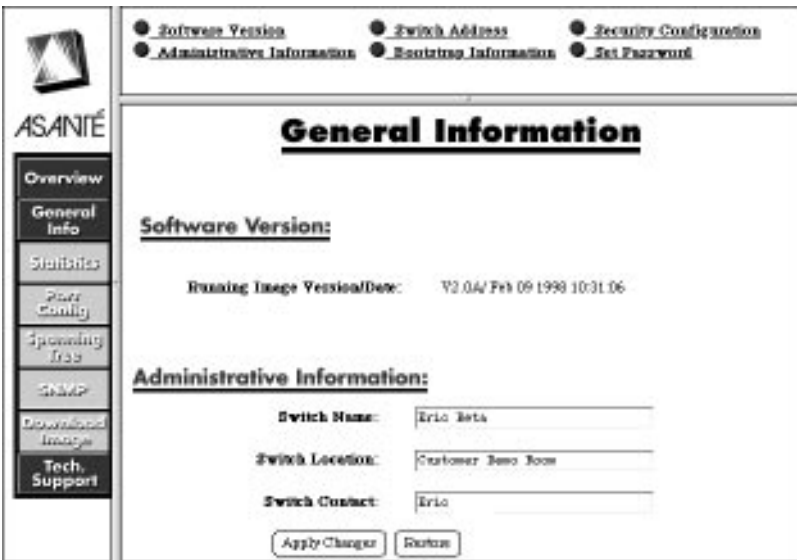 Software Version
Switch Address
Security Configuration
Administrative Information
Bootstrap Information
Set Password
ASANTÉ
Overview
General
Info
Statistics
Port
Config
Spanning
Tree
SNMP
Download
Image
Tech.
Support
General Information
Software Version:
Running Image Version/Date: V2.0A/ Feb 09 1998 10:31:06
Administrative Information:
Switch Name: Eric Beta
Switch Location: Customer Demo Room
Switch Contact: Eric
Apply Changes
Restore